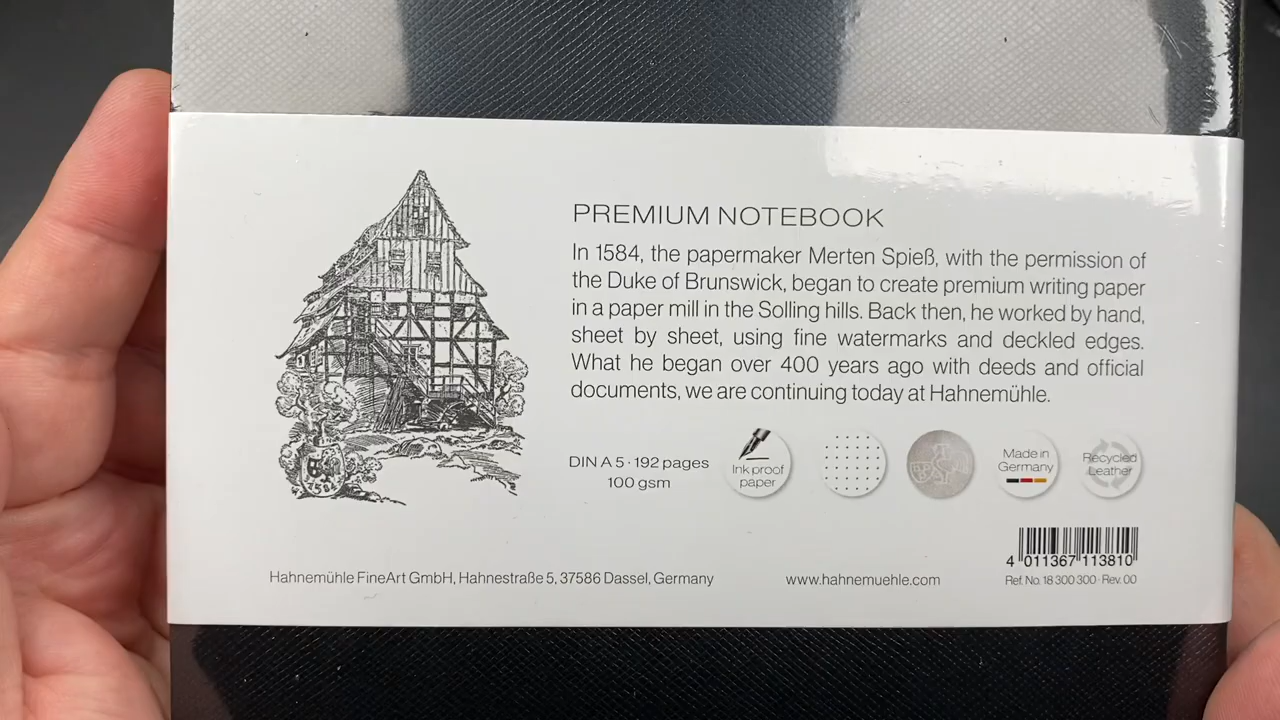 PREMIUM NOTEBOOK
In 1584, the papermaker Merten Spieß, with the permission of
the Duke of Brunswick, began to create premium writing paper
in a paper mill in the Solling hills. Back then, he worked by hand,
sheet by sheet, using fine watermarks and deckled edges.
What he began over 400 years ago with deeds and official
documents, we are continuing today at Hahnemühle.
DIN A 5 · 192 pages
100 gsm
Ink proof
paper
Made in
Germany
Recycled
Leather
4 011367 113810
Hahnemühle FineArt GmbH, Hahnestraße 5, 37586 Dassel, Germany
www.hahnemuehle.com
Ref. No. 18 300 300 · Rev. 00